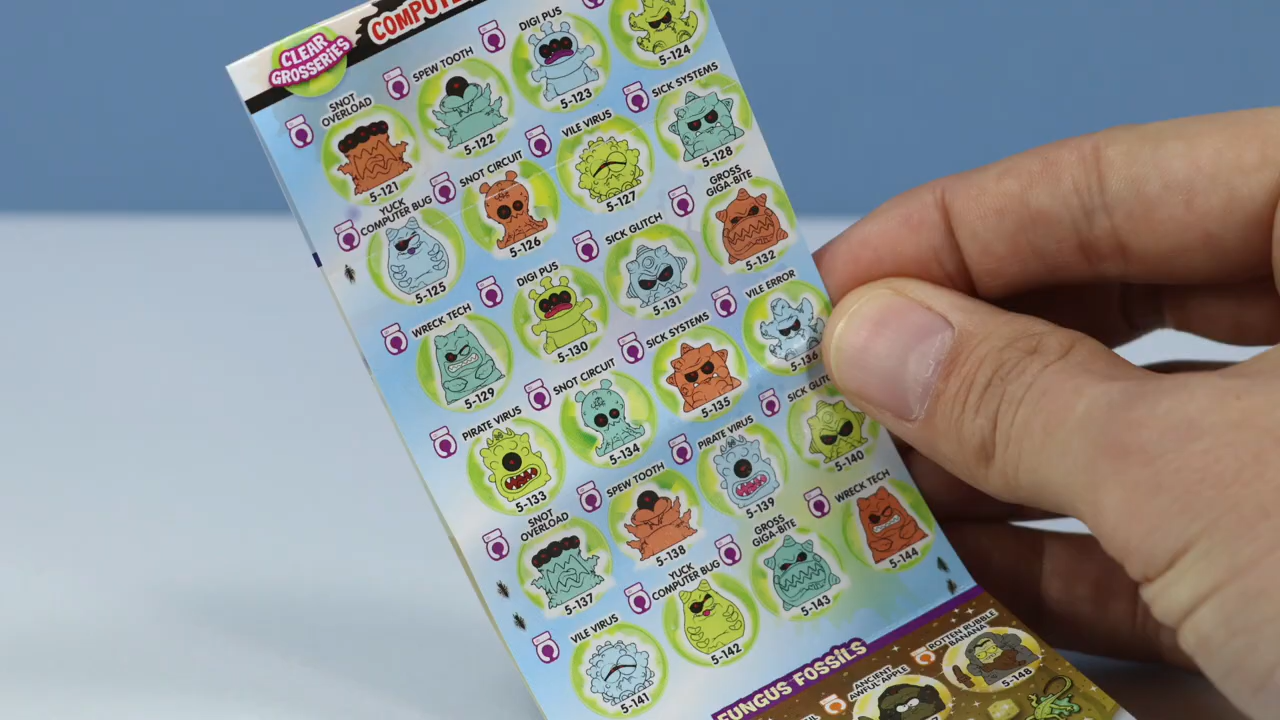 COMPUTE
CLEAR
GROSSERIES
SNOT
OVERLOAD
5-121
SPEW TOOTH
5-122
DIGI PUS
5-123
5-124
YUCK
COMPUTER BUG
5-125
SNOT CIRCUIT
5-126
VILE VIRUS
5-127
SICK SYSTEMS
5-128
WRECK TECH
5-129
DIGI PUS
5-130
SICK GLITCH
5-131
GROSS
GIGA-BITE
5-132
PIRATE VIRUS
5-133
SNOT CIRCUIT
5-134
SICK SYSTEMS
5-135
VILE ERROR
5-136
SNOT
OVERLOAD
5-137
SPEW TOOTH
5-138
PIRATE VIRUS
5-139
SICK GLIT
5-140
VILE VIRUS
5-141
YUCK
COMPUTER BUG
5-142
GROSS
GIGA-BITE
5-143
WRECK TECH
5-144
FUNGUS FOSSILS
ANCIENT
AWFUL APPLE
ROTTEN RUBBLE
BANANA
5-148